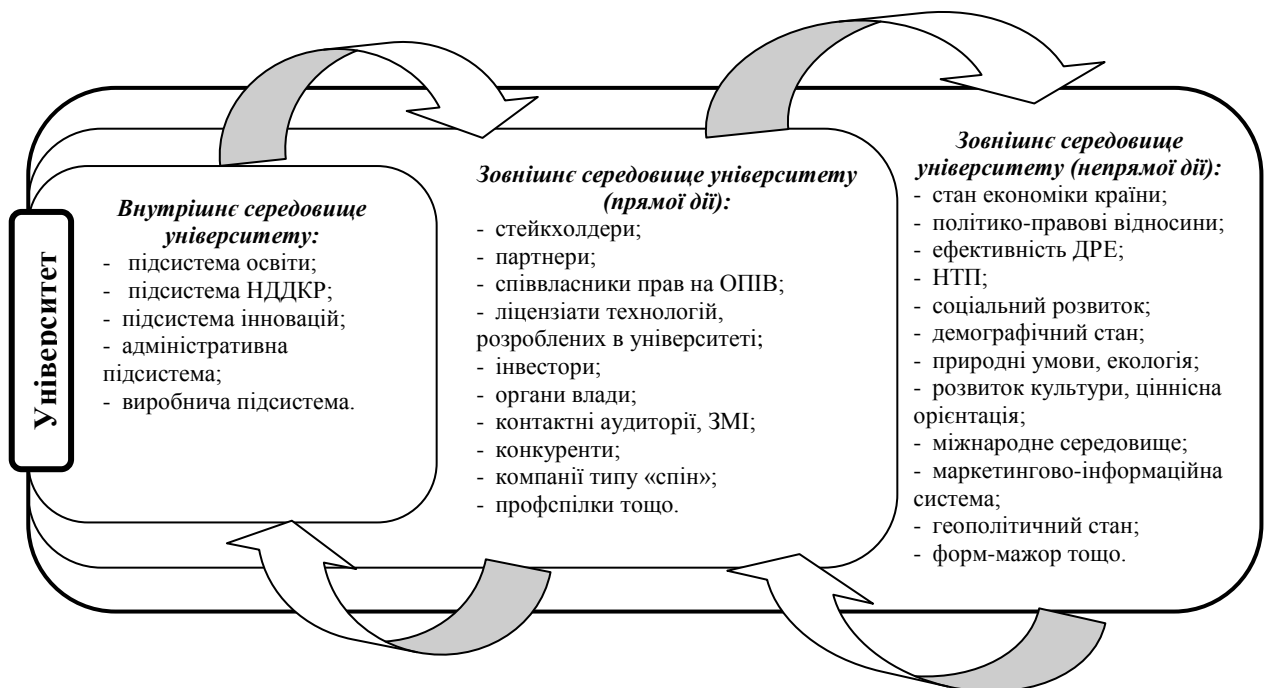 Університет
Внутрішнє середовище
університету:
- підсистема освіти;
- підсистема НДДКР;
- підсистема інновацій;
- адміністративна
підсистема;
- виробнича підсистема.
Зовнішнє середовище університету
(прямої дії):
- стейкхолдери;
- партнери;
- співвласники прав на ОПІВ;
- ліцензіати технологій,
розроблених в університеті;
- інвестори;
- органи влади;
- контактні аудиторії, ЗМІ;
- конкуренти;
- компанії типу «спін»;
- профспілки тощо.
Зовнішнє середовище
університету (непрямої дії):
- стан економіки країни;
- політико-правові відносини;
- ефективність ДРЕ;
- НТП;
- соціальний розвиток;
- демографічний стан;
- природні умови, екологія;
- розвиток культури, ціннісна
орієнтація;
- міжнародне середовище;
- маркетингово-інформаційна
система;
- геополітичний стан;
- форм-мажор тощо.